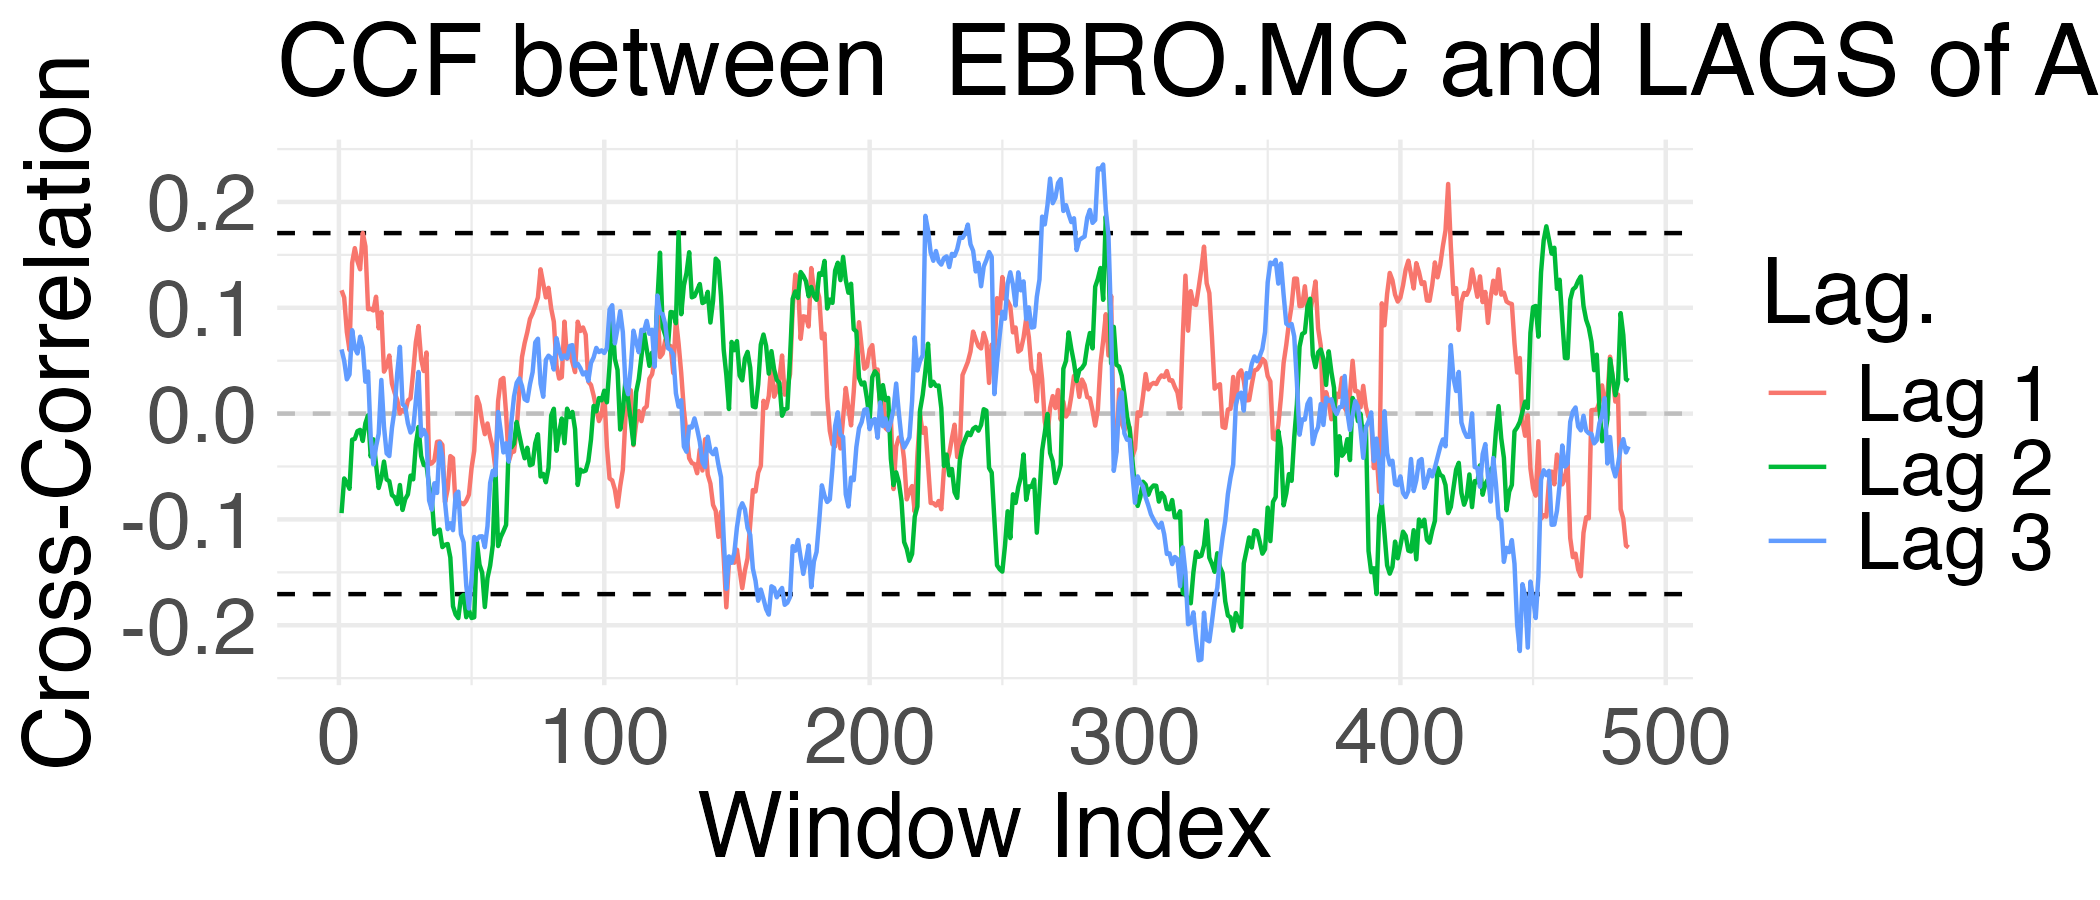 CCF between EBRO.MC and LAGS of A
Cross-Correlation
0.2
0.1
0.0
-0.1
-0.2
0 100 200 300 400 500
Window Index
Lag.
Lag 1
Lag 2
Lag 3